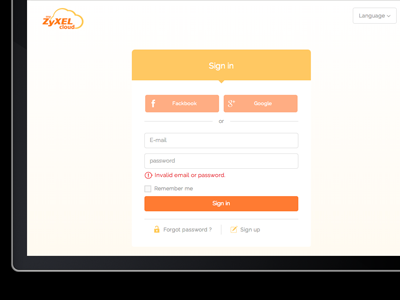 ZyXEL
cloud
Language
Sign in
Facebook
Google
or
E-mail
password
Invalid email or password.
Remember me
Sign in
Forgot password ?
Sign up